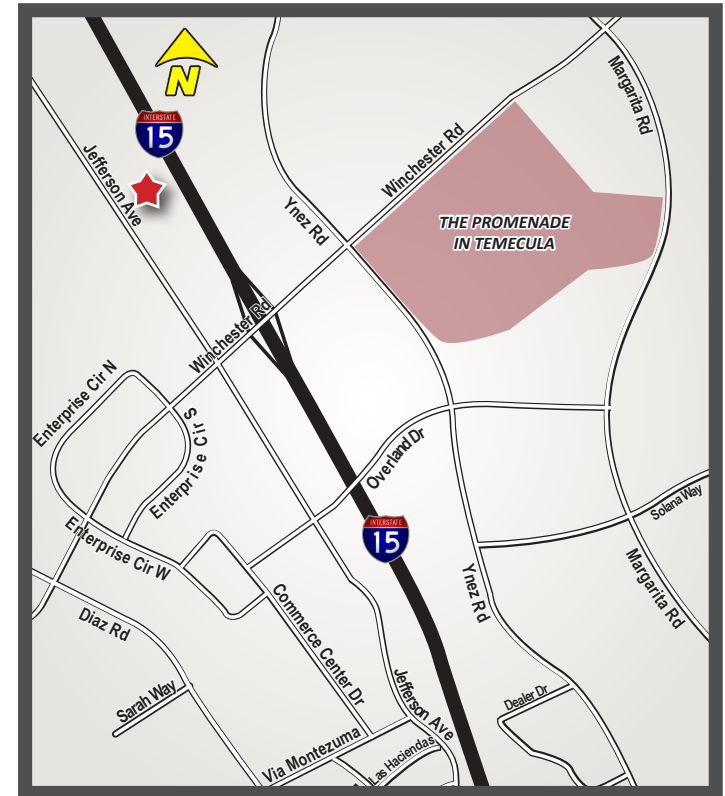 N
INTERSTATE
15
Margarita Rd
Jefferson Ave
Winchester Rd
Ynez Rd
THE PROMENADE
IN TEMECULA
Winchester Rd
Enterprise Cir N
Enterprise Cir S
Overland Dr
Solana Way
INTERSTATE
15
Enterprise Cir W
Margarita Rd
Ynez Rd
Commerce Center Dr
Diaz Rd
Sarah Way
Jefferson Ave
Dealer Dr
Via Montezuma
Las Haciendas